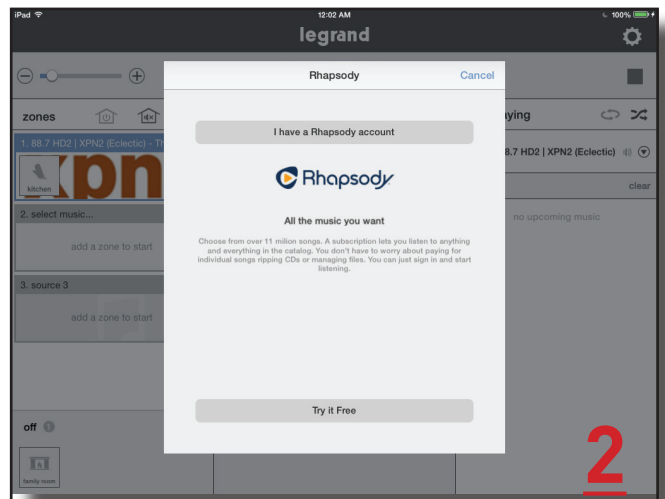 iPad
12:02 AM
100%
legrand
Rhapsody
Cancel
zones
ying
1. 88.7 HD2 | XPN2 (Eclectic) - Th
xpn
kitchen
8.7 HD2 | XPN2 (Eclectic)
clear
2. select music...
add a zone to start
no upcoming music
3. source 3
add a zone to start
off
family room
I have a Rhapsody account
Rhapsody
All the music you want
Choose from over 11 milion songs. A subscription lets you listen to anything
and everything in the catalog. You don't have to worry about paying for
individual songs ripping CDs or managing files. You can just sign in and start
listening.
Try it Free
2